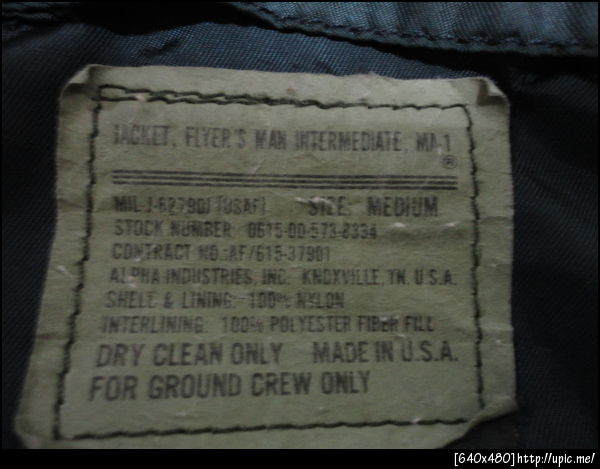 JACKET, FLYER'S MAN INTERMEDIATE, MA-1
®
MIL-J-8279DJ (USAF) SIZE: MEDIUM
STOCK NUMBER 0615-00-573-8334
CONTRACT NO.:AF/615-37901
ALPHA INDUSTRIES, INC. KNOXVILLE, TN. U.S.A.
SHELL & LINING:-100% NYLON
INTERLINING: 100% POLYESTER FIBER FILL
DRY CLEAN ONLY MADE IN U.S.A.
FOR GROUND CREW ONLY
[640x480]http://upic.me/